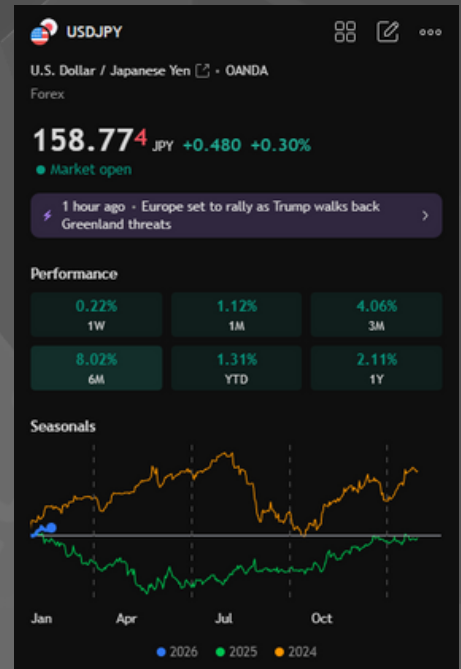 USDJPY
U.S. Dollar / Japanese Yen • OANDA
Forex
158.774 JPY +0.480 +0.30%
Market open
1 hour ago • Europe set to rally as Trump walks back
Greenland threats
Performance
0.22% 1.12% 4.06%
1W 1M 3M
8.02% 1.31% 2.11%
6M YTD 1Y
Seasonals
Jan Apr Jul Oct
2026 2025 2024